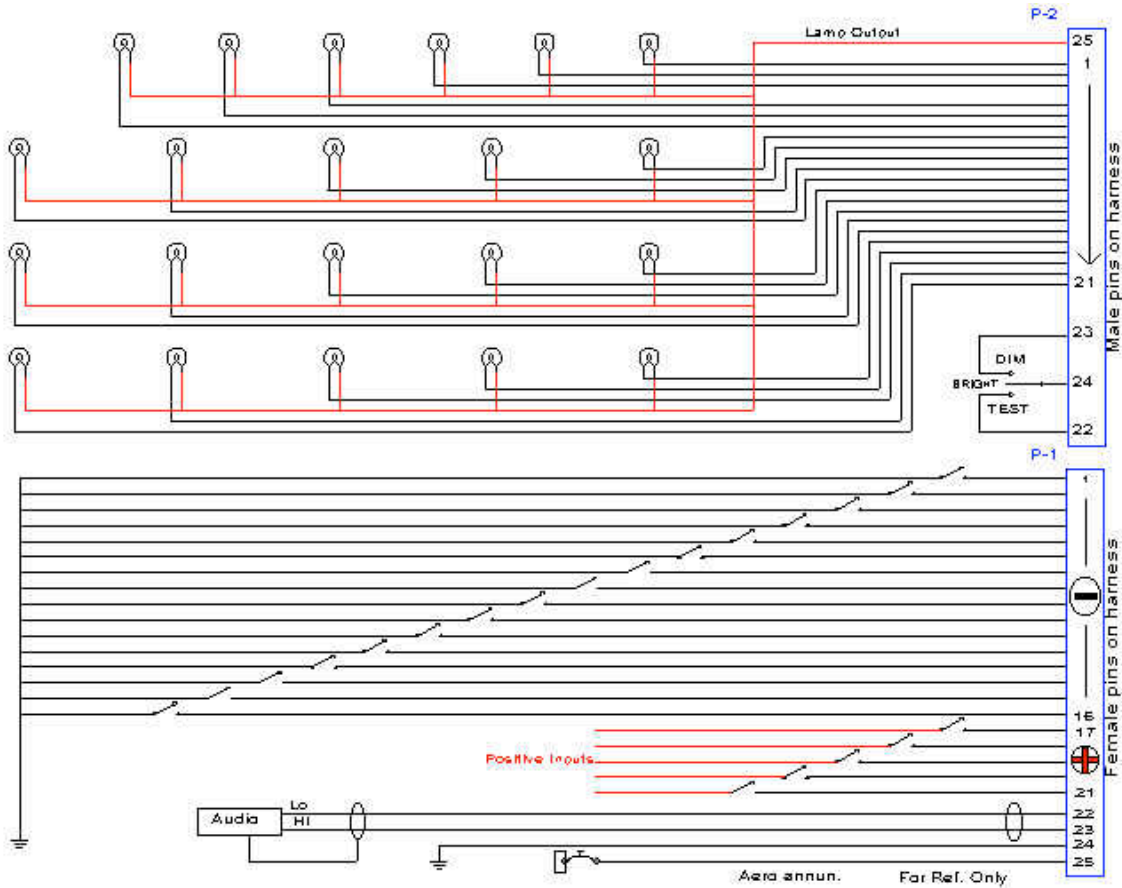 P-2
Lamp Output
25
1
21
23
DIM
BRIGHT
24
TEST
22
Male pins on harness
P-1
1
16
17
Positive Inputs
21
Audio
Lo
HI
22
23
24
25
Female pins on harness
Aero annun.
For Ref. Only